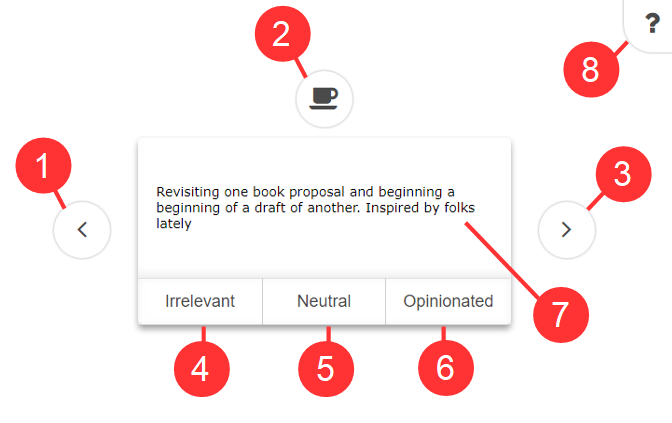 2
?
8
1
3
Revisiting one book proposal and beginning a
beginning of a draft of another. Inspired by folks
lately
Irrelevant Neutral Opinionated
7
4 5 6